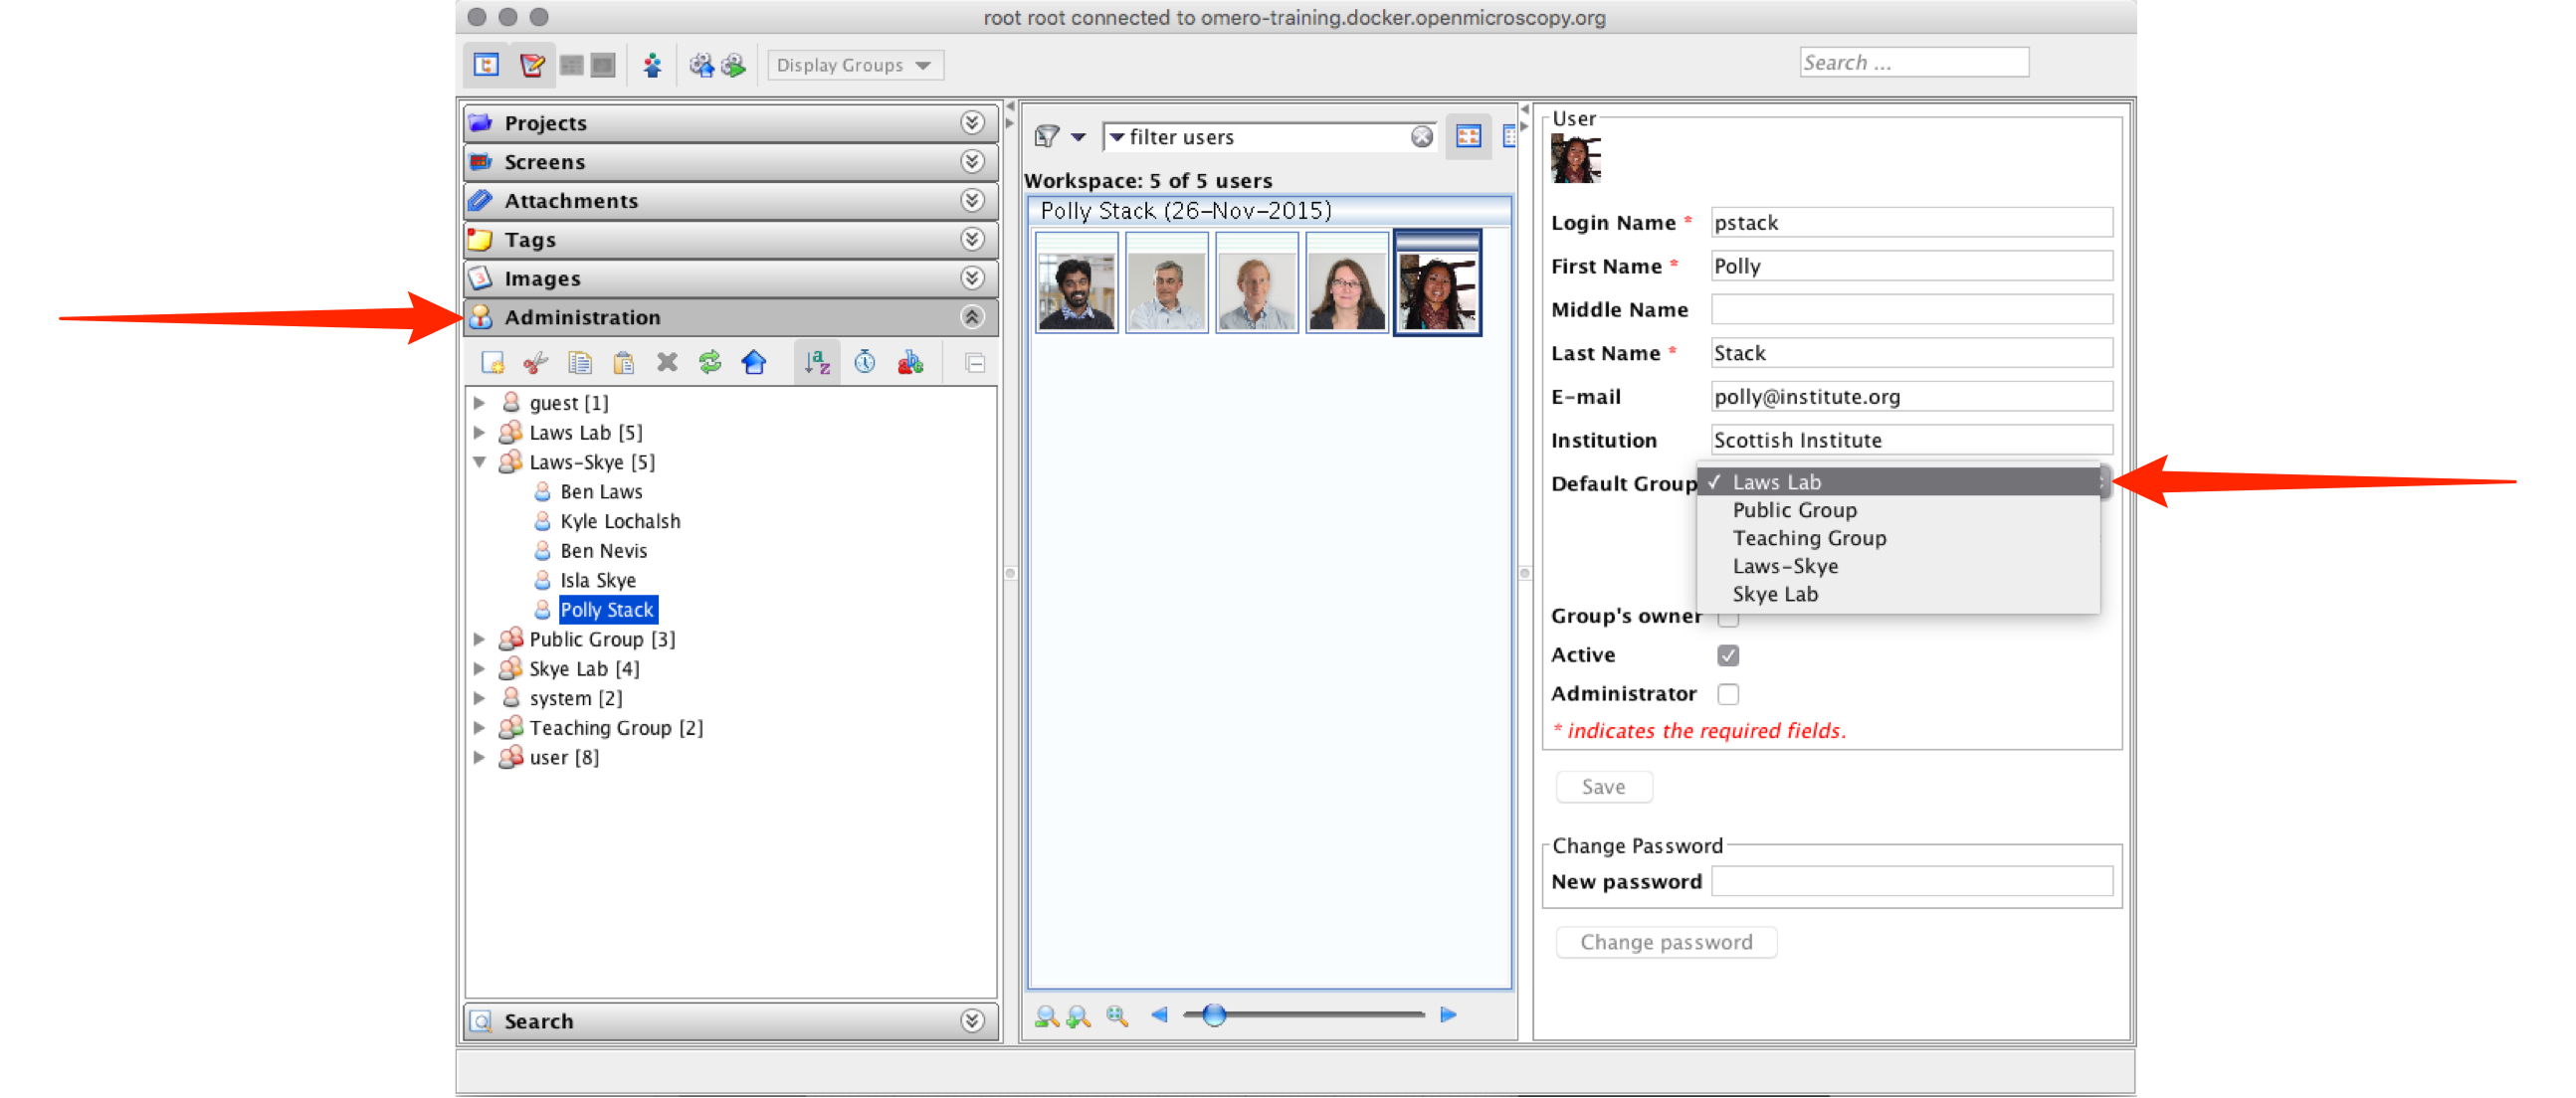 root root connected to omero-training.docker.openmicroscopy.org
Display Groups
Search ...
Projects
Screens
Attachments
Tags
Images
Administration
guest [1]
Laws Lab [5]
Laws-Skye [5]
Ben Laws
Kyle Lochalsh
Ben Nevis
Isla Skye
Polly Stack
Public Group [3]
Skye Lab [4]
system [2]
Teaching Group [2]
user [8]
Search
filter users
Workspace: 5 of 5 users
Polly Stack (26-Nov-2015)
User
Login Name * pstack
First Name * Polly
Middle Name
Last Name * Stack
E-mail polly@institute.org
Institution Scottish Institute
Default Group ✓ Laws Lab
Public Group
Teaching Group
Laws-Skye
Skye Lab
Group's owner
Active
Administrator
* indicates the required fields.
Save
Change Password
New password
Change password